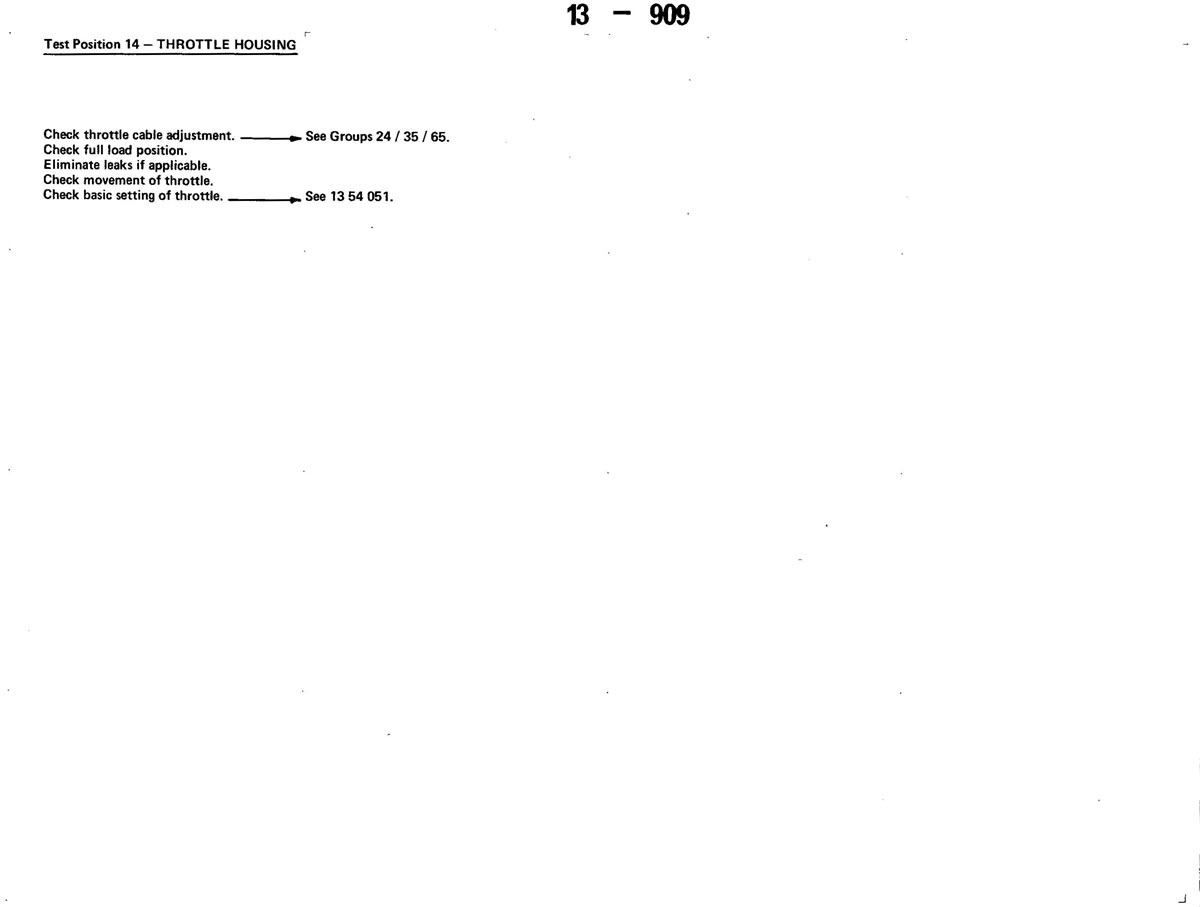 13 – 909
Test Position 14 – THROTTLE HOUSING
Check throttle cable adjustment. ⟶ See Groups 24 / 35 / 65.
Check full load position.
Eliminate leaks if applicable.
Check movement of throttle.
Check basic setting of throttle. ⟶ See 13 54 051.